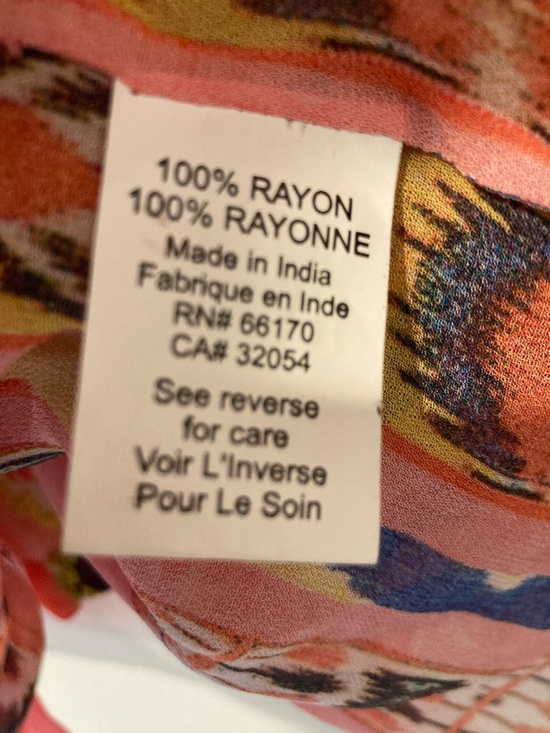 100% RAYON
100% RAYONNE
Made in India
Fabrique en Inde
RN# 66170
CA# 32054
See reverse
for care
Voir L'Inverse
Pour Le Soin